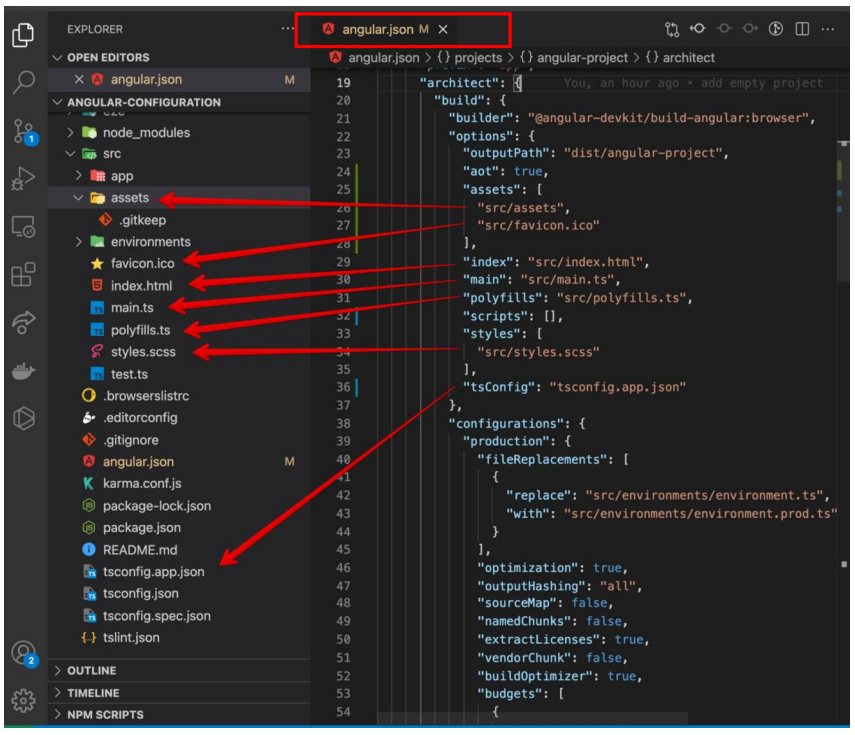 EXPLORER
OPEN EDITORS
angular.json M
ANGULAR-CONFIGURATION
node_modules
src
app
assets
.gitkeep
environments
favicon.ico
index.html
main.ts
polyfills.ts
styles.scss
test.ts
.browserslistrc
.editorconfig
.gitignore
angular.json M
karma.conf.js
package-lock.json
package.json
README.md
tsconfig.app.json
tsconfig.json
tsconfig.spec.json
tslint.json
OUTLINE
TIMELINE
NPM SCRIPTS
1
2
angular.json M
angular.json > {} projects > {} angular-project > {} architect
19 "architect": { You, an hour ago • add empty project
20 "build": {
21 "builder": "@angular-devkit/build-angular:browser",
22 "options": {
23 "outputPath": "dist/angular-project",
24 "aot": true,
25 "assets": [
26 "src/assets",
27 "src/favicon.ico"
28 ],
29 "index": "src/index.html",
30 "main": "src/main.ts",
31 "polyfills": "src/polyfills.ts",
32 "scripts": [],
33 "styles": [
34 "src/styles.scss"
35 ],
36 "tsConfig": "tsconfig.app.json"
37 },
38 "configurations": {
39 "production": {
40 "fileReplacements": [
41 {
42 "replace": "src/environments/environment.ts",
43 "with": "src/environments/environment.prod.ts"
44 }
45 ],
46 "optimization": true,
47 "outputHashing": "all",
48 "sourceMap": false,
49 "namedChunks": false,
50 "extractLicenses": true,
51 "vendorChunk": false,
52 "buildOptimizer": true,
53 "budgets": [
54 {